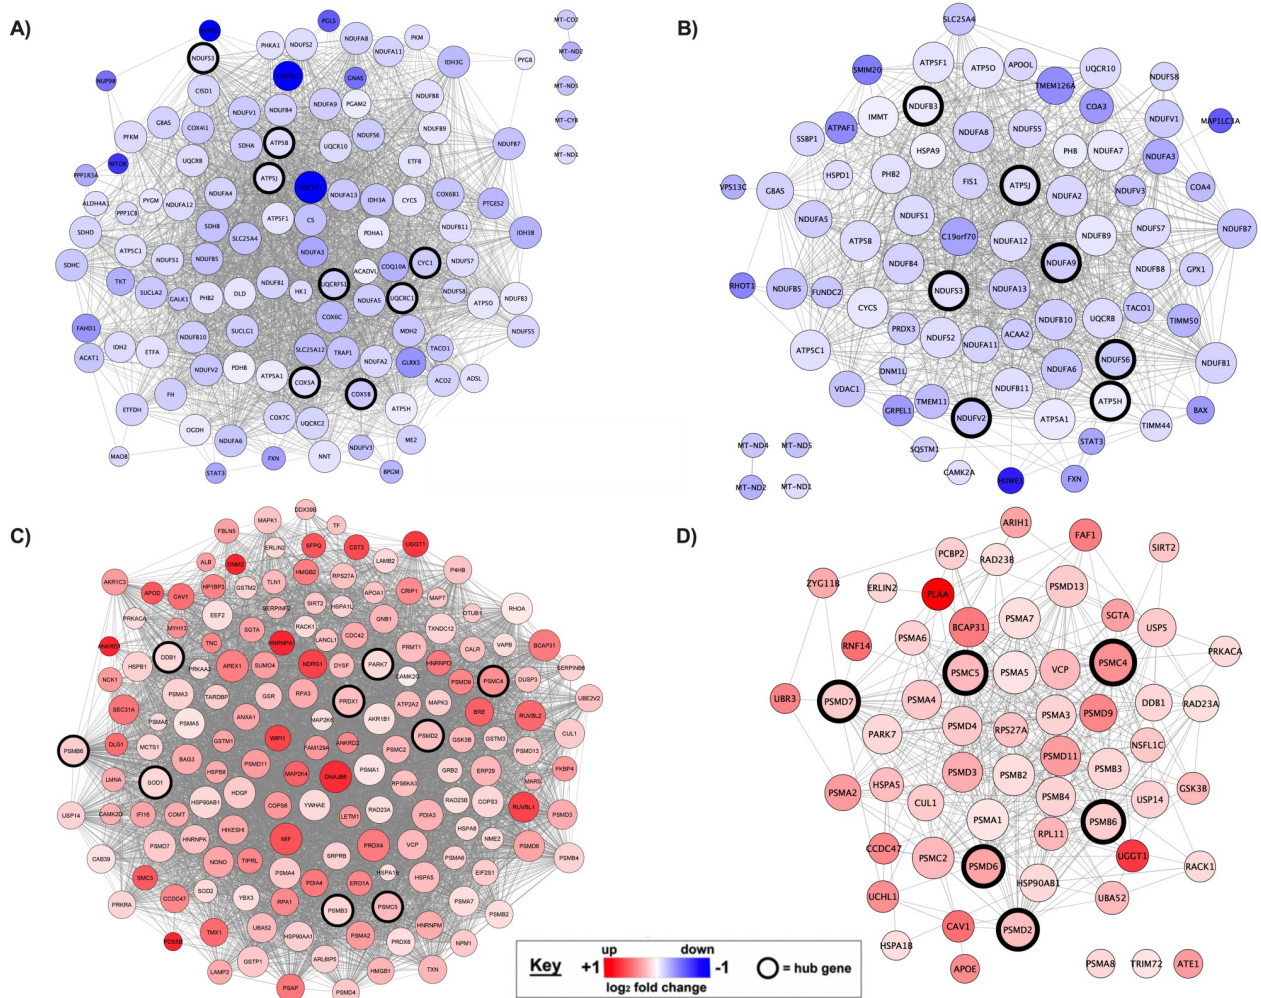 A)
PGLS
MT-CO2
NDUFS3
PHKA1
NDUFS2
NDUFA8
NDUFA11
PKM
MT-ND2
IDH3G
PYGB
NUP98
GNAS
CISD1
NDUFA9
PGAM2
NDUFB8
MT-ND5
GBAS
NDUFV1
NDUFB4
PFKM
COX4I1
NDUFS6
NDUFB9
MT-CYB
SDHA
ATP5B
UQCR10
NDUFB7
MT-ND1
MTOR
UQCR8
ETFB
PPP1R3A
ATP5J
ALDH4A1
PYGM
NDUFA4
NDUFA13
IDH3A
COX6B1
PTGES2
PPP1CB
NDUFA12
CYCS
SDHD
SDHB
ATP5F1
CS
NDUFB11
IDH3B
SLC25A4
PDHA1
ATP5C1
NDUFA3
SDHC
NDUFS1
NDUFB5
CYC1
NDUFS7
ACADVL
COQ10A
TKT
SUCLA2
DLD
NDUFB1
UQCRFS1
HK1
NDUFS8
GALK1
PHB2
NDUFA5
UQCRC1
ATP5O
NDUFB3
COX6C
FAHD1
NDUFB10
SUCLG1
MDH2
NDUFS5
ACAT1
IDH2
ETFA
SLC25A12
TRAP1
TACO1
NDUFV2
PDHB
ATP5A1
NDUFA2
GLRX5
ACO2
ADSL
COX5A
ETFDH
FH
COX5B
COX7C
ATP5H
UQCRC2
OGDH
NDUFA6
NDUFV3
ME2
MAOB
FXN
NNT
STAT3
BPGM
B)
SLC25A4
ATP5F1
ATP5O
APOOL
UQCR10
SMIM20
TMEM126A
NDUFS8
NDUFB3
COA3
NDUFV1
MAP1LC3A
IMMT
ATPAF1
NDUFA8
NDUFS5
SSBP1
HSPA9
PHB
NDUFA7
NDUFA3
HSPD1
PHB2
FIS1
VPS13C
GBAS
ATP5J
NDUFA2
NDUFV3
COA4
NDUFA5
NDUFS1
NDUFS7
NDUFB7
ATP5B
C19orf70
NDUFA12
NDUFB9
NDUFB4
NDUFA9
NDUFB8
GPX1
RHOT1
NDUFB5
FUNDC2
NDUFS3
NDUFA13
CYCS
TACO1
TIMM50
NDUFB10
UQCRB
PRDX3
NDUFS2
ACAA2
NDUFA11
ATP5C1
NDUFS6
NDUFB1
DNM1L
NDUFA6
VDAC1
NDUFB11
TMEM11
ATP5H
GRPEL1
BAX
NDUFV2
ATP5A1
TIMM44
MT-ND4
MT-ND5
STAT3
SQSTM1
CAMK2A
MT-ND2
MT-ND1
HUWE1
FXN
C)
DDX39B
FBLN5
MAPK1
TF
ERLIN2
SFPQ
CST3
UGGT1
ALB
DNM2
LAMB2
AKR1C3
HMGB2
RPS27A
P4HB
APOD
CAV1
HP1BP3
GSTM2
TLN1
APOA1
CRIP1
MAPT
SIRT2
HSPA1L
OTUB1
RHOA
PRKACA
EEF2
SERPINF2
GNB1
TXNDC12
MYH13
SGTA
RACK1
CDC42
ANKRD1
TNC
HNRNPA1
LANCL1
PRMT1
CALR
VAPB
BCAP31
DDB1
HSPB1
APEX1
SUMO4
NDRG1
DYSF
PARK7
HNRNPD
SERPINB6
PRKAA2
CAMK2G
PSMD9
PSMC4
NCK1
DUSP3
PSMA3
TARDBP
GSR
RPA3
PRDX1
ATP2A2
MAPK3
UBE2V2
SEC31A
ANXA1
AKR1B1
BRE
RUVBL2
PSMA5
MAP2K6
PSMD2
CUL1
DLG1
MCTS1
GSTM1
WIPI1
GSK3B
GSTM3
PSMB6
FAM129A
ANKRD2
PSMC2
PSMD13
BAG3
PSMD11
LMNA
SOD1
HSPB8
MAP2K4
DNAJB6
PSMA1
GRB2
ERP29
FKBP4
RPS6KA3
MARS
HDGF
HSP90AB1
COPS8
YWHAE
RAD23A
RAD23B
COPS3
RUVBL1
USP14
CAMK2D
IFI16
COMT
LETM1
PDIA3
PSMD3
HIKESHI
HSPA8
NME2
PSMD7
HNRNPK
MIF
PRDX4
VCP
PSMD6
CAB39
NONO
TIPRL
SRPRB
PSMA6
PSMB4
SMC3
PSMA4
HSPA5
EIF2S1
CCDC47
SOD2
PDIA4
ERO1A
PRKRA
YBX3
RPA1
PSMB3
PSMC5
PSMA7
PSMB2
PDS5B
TMX1
UBA52
PSMA2
HNRNPM
HSP90AA1
PRDX6
NPM1
GSTP1
ARL6IP5
LAMP2
HMGB1
TXN
PSAP
PSMD4
D)
ARIH1
FAF1
PCBP2
RAD23B
SIRT2
ZYG11B
ERLIN2
PSMD13
PLAA
SGTA
PSMA7
BCAP31
USP5
PSMA6
RNF14
PRKACA
PSMC5
PSMA5
VCP
PSMC4
UBR3
PSMD7
PSMA4
DDB1
RAD23A
PSMA3
PSMD9
PSMD4
RPS27A
PARK7
NSFL1C
PSMD11
PSMD3
PSMB2
PSMB3
HSPA5
GSK3B
PSMA2
PSMB4
USP14
CUL1
PSMA1
PSMB6
RPL11
CCDC47
PSMC2
UGGT1
PSMD6
RACK1
HSP90AB1
UCHL1
UBA52
CAV1
PSMD2
HSPA1B
APOE
PSMA8
TRIM72
ATE1
Key
up
down
+1
-1
log₂ fold change
= hub gene